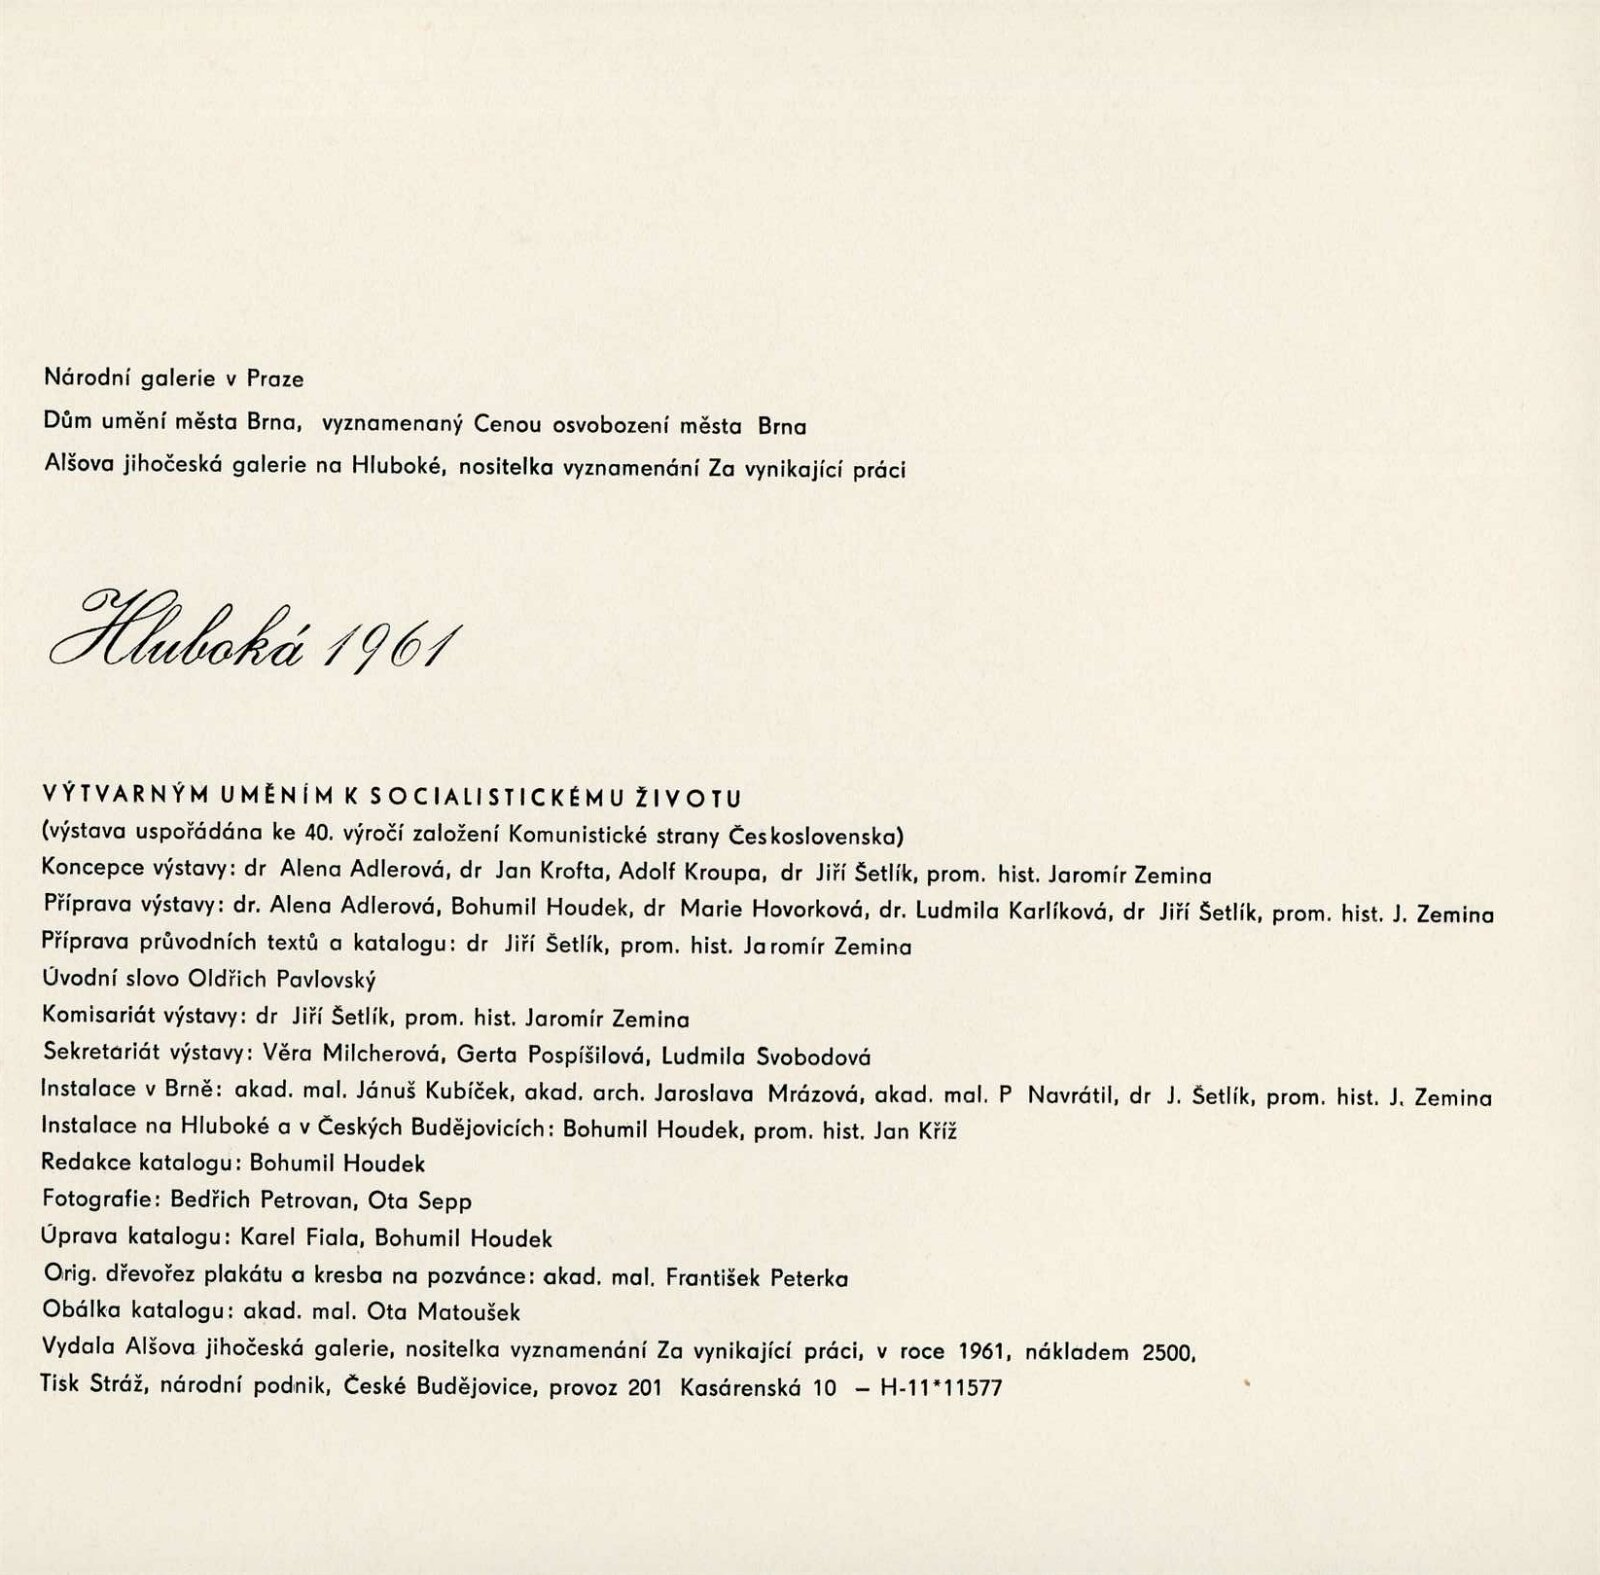 Národní galerie v Praze
Dům umění města Brna, vyznamenaný Cenou osvobození města Brna
Alšova jihočeská galerie na Hluboké, nositelka vyznamenání Za vynikající práci
Hluboká 1961
VÝTVARNÝM UMĚNÍM K SOCIALISTICKÉMU ŽIVOTU
(výstava uspořádána ke 40. výročí založení Komunistické strany Československa)
Koncepce výstavy: dr Alena Adlerová, dr Jan Krofta, Adolf Kroupa, dr Jiří Šetlík, prom. hist. Jaromír Zemina
Příprava výstavy: dr. Alena Adlerová, Bohumil Houdek, dr Marie Hovorková, dr. Ludmila Karlíková, dr Jiří Šetlík, prom. hist. J. Zemina
Příprava průvodních textů a katalogu: dr Jiří Šetlík, prom. hist. Jaromír Zemina
Úvodní slovo Oldřich Pavlovský
Komisariát výstavy: dr Jiří Šetlík, prom. hist. Jaromír Zemina
Sekretariát výstavy: Věra Milcherová, Gerta Pospíšilová, Ludmila Svobodová
Instalace v Brně: akad. mal. Jánuš Kubíček, akad. arch. Jaroslava Mrázová, akad. mal. P Navrátil, dr J. Šetlík, prom. hist. J. Zemina
Instalace na Hluboké a v Českých Budějovicích: Bohumil Houdek, prom. hist. Jan Kříž
Redakce katalogu: Bohumil Houdek
Fotografie: Bedřich Petrovan, Ota Sepp
Úprava katalogu: Karel Fiala, Bohumil Houdek
Orig. dřevořez plakátu a kresba na pozvánce: akad. mal. František Peterka
Obálka katalogu: akad. mal. Ota Matoušek
Vydala Alšova jihočeská galerie, nositelka vyznamenání Za vynikající práci, v roce 1961, nákladem 2500,
Tisk Stráž, národní podnik, České Budějovice, provoz 201 Kasárenská 10 – H-11*11577